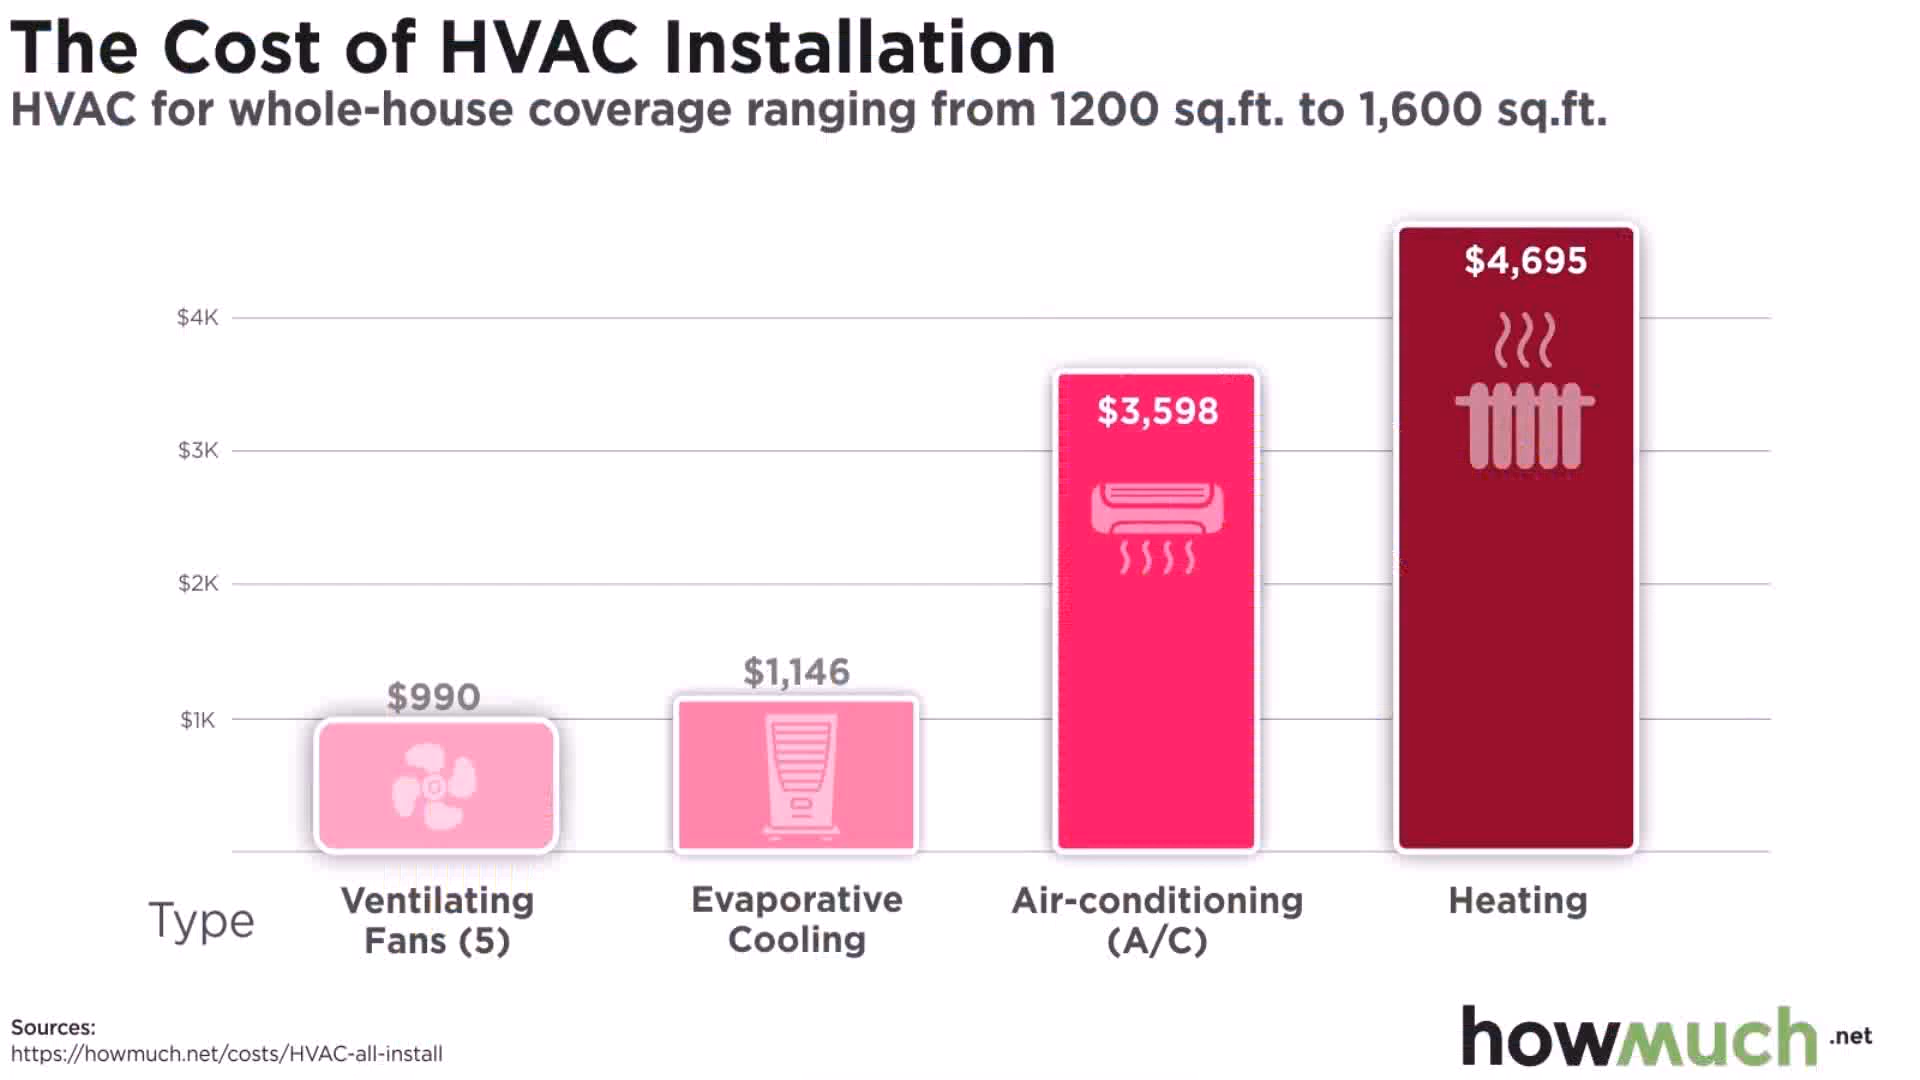 The Cost of HVAC Installation
HVAC for whole-house coverage ranging from 1200 sq.ft. to 1,600 sq.ft.
$4K
$3K
$2K
$1K
$990
$1,146
$3,598
$4,695
Type
Ventilating
Fans (5)
Evaporative
Cooling
Air-conditioning
(A/C)
Heating
Sources:
https://howmuch.net/costs/HVAC-all-install
howmuch.net